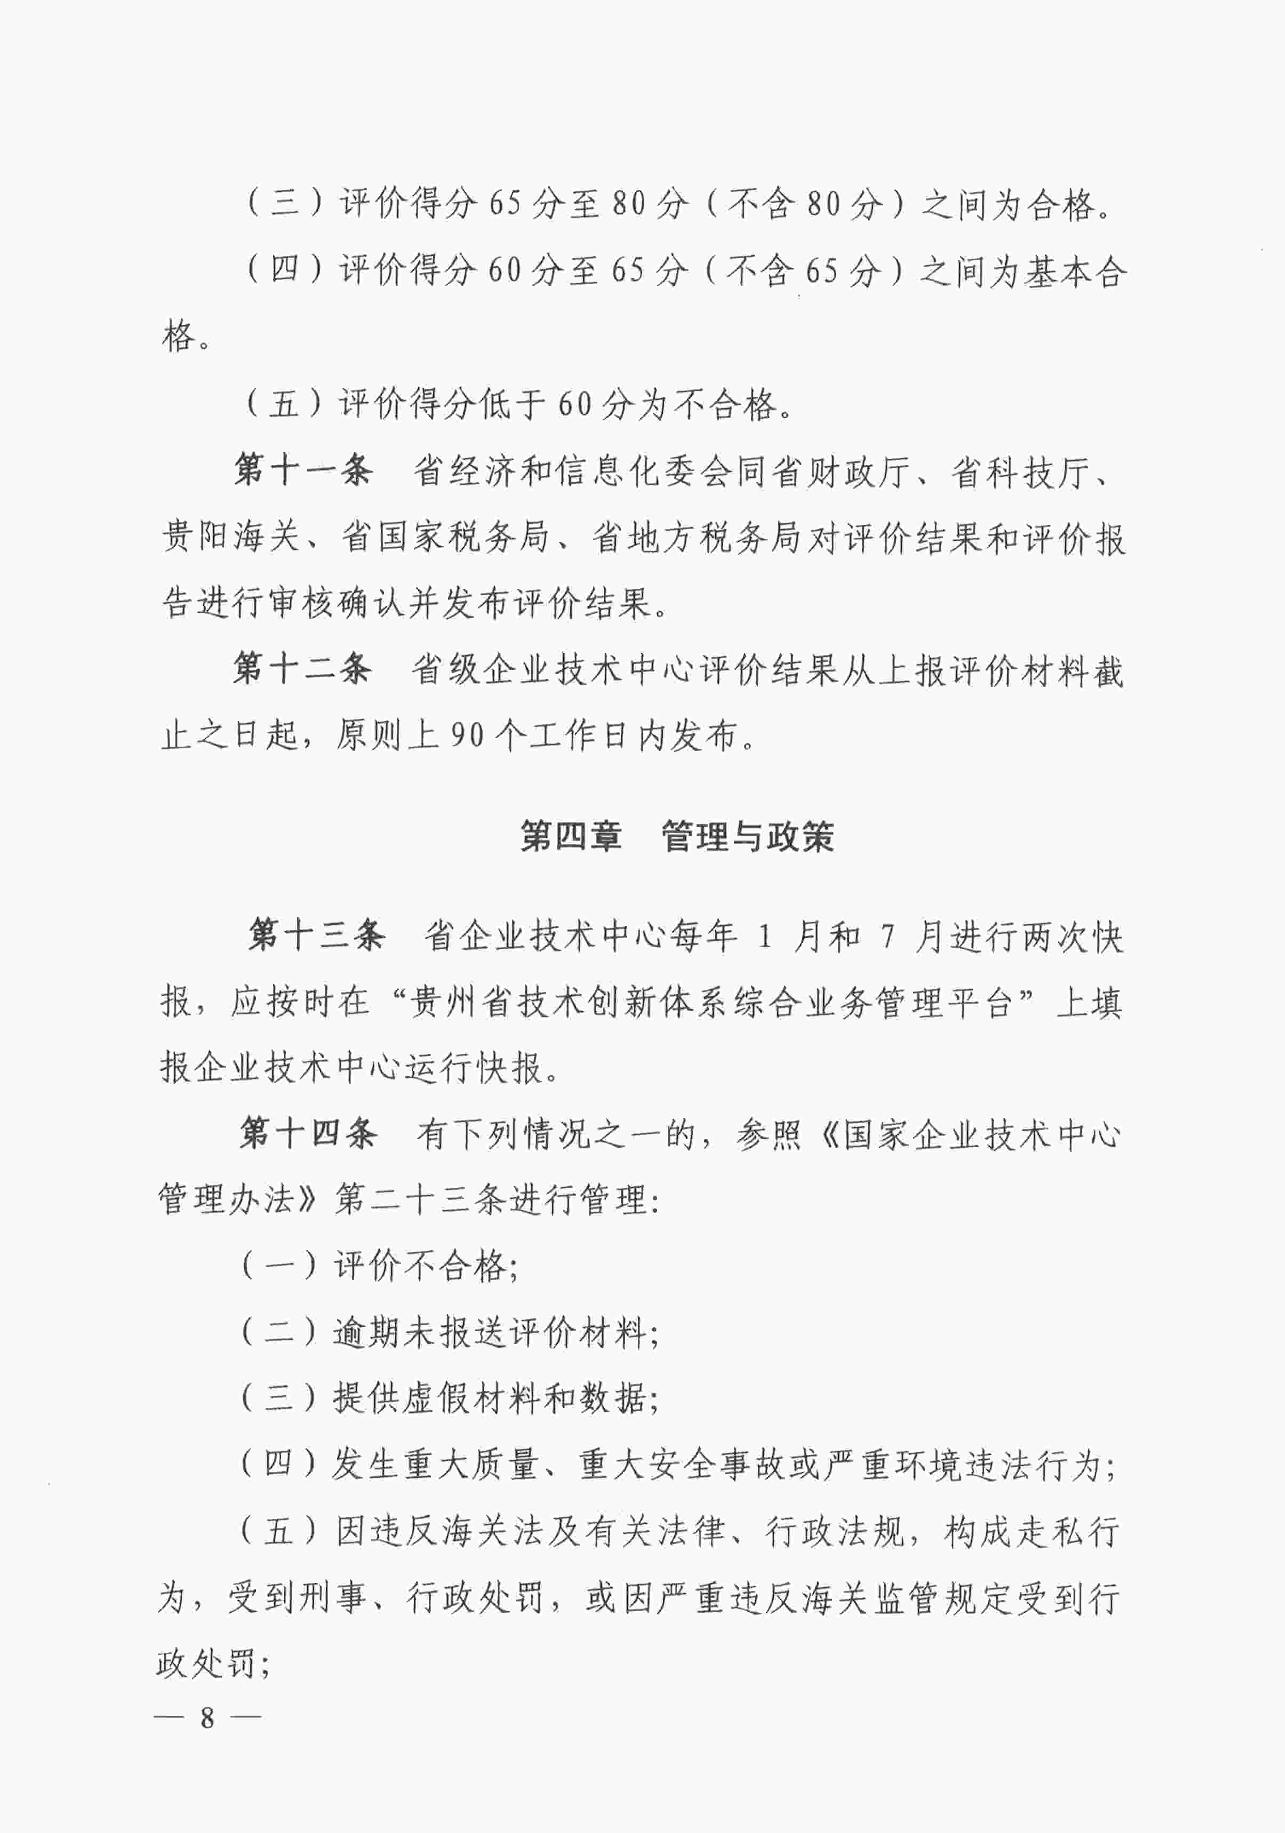 （三）评价得分 65 分至 80 分（不含 80 分）之间为合格。
（四）评价得分 60 分至 65 分（不含 65 分）之间为基本合
格。
（五）评价得分低于 60 分为不合格。
第十一条　省经济和信息化委会同省财政厅、省科技厅、
贵阳海关、省国家税务局、省地方税务局对评价结果和评价报
告进行审核确认并发布评价结果。
第十二条　省级企业技术中心评价结果从上报评价材料截
止之日起，原则上 90 个工作日内发布。
第四章　管理与政策
第十三条　省企业技术中心每年 1 月和 7 月进行两次快
报，应按时在“贵州省技术创新体系综合业务管理平台”上填
报企业技术中心运行快报。
第十四条　有下列情况之一的，参照《国家企业技术中心
管理办法》第二十三条进行管理：
（一）评价不合格；
（二）逾期未报送评价材料；
（三）提供虚假材料和数据；
（四）发生重大质量、重大安全事故或严重环境违法行为；
（五）因违反海关法及有关法律、行政法规，构成走私行
为，受到刑事、行政处罚，或因严重违反海关监管规定受到行
政处罚；
— 8 —